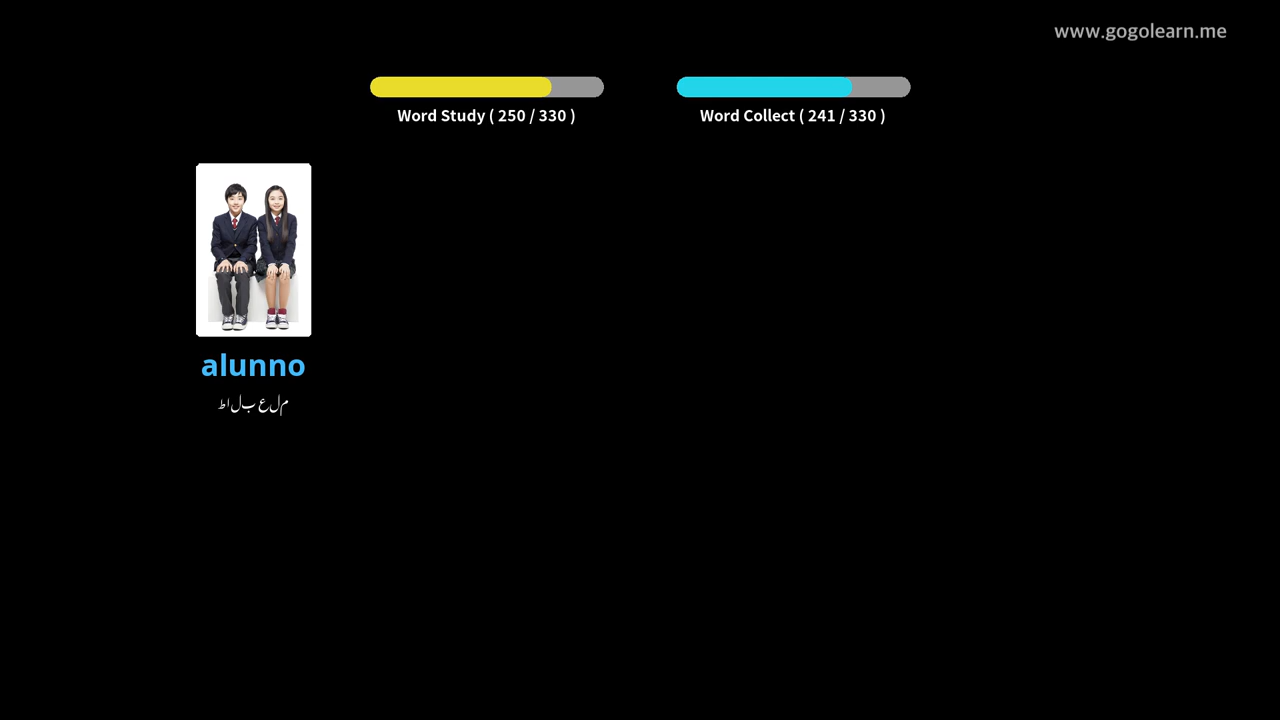 www.gogolearn.me
Word Study ( 250 / 330 )
Word Collect ( 241 / 330 )
alunno
طالب علم